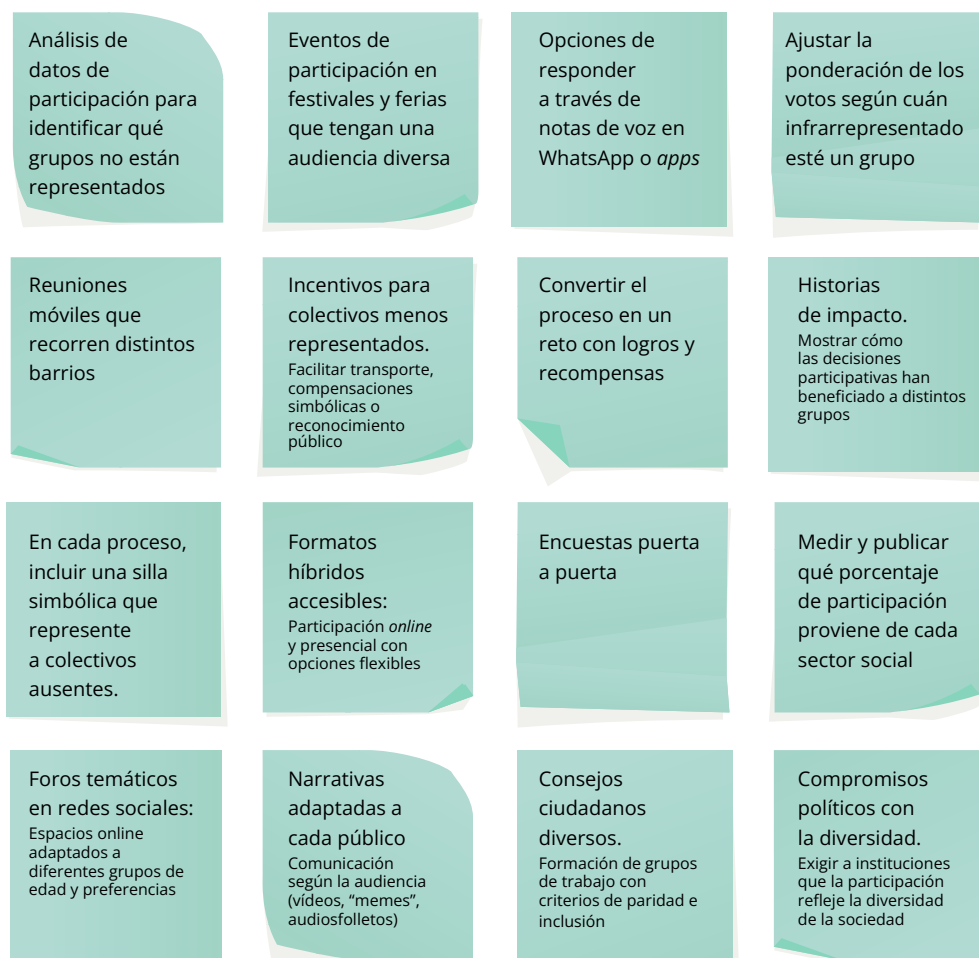 Análisis de
datos de
participación para
identificar qué
grupos no están
representados
Eventos de
participación en
festivales y ferias
que tengan una
audiencia diversa
Opciones de
responder
a través de
notas de voz en
WhatsApp o apps
Ajustar la
ponderación de los
votos según cuán
infrarrepresentado
esté un grupo
Reuniones
móviles que
recorren distintos
barrios
Incentivos para
colectivos menos
representados.
Facilitar transporte,
compensaciones
simbólicas o
reconocimiento
público
Convertir el
proceso en un
reto con logros y
recompensas
Historias
de impacto.
Mostrar cómo
las decisiones
participativas han
beneficiado a distintos
grupos
En cada proceso,
incluir una silla
simbólica que
represente
a colectivos
ausentes.
Formatos
híbridos
accesibles:
Participación online
y presencial con
opciones flexibles
Encuestas puerta
a puerta
Medir y publicar
qué porcentaje
de participación
proviene de cada
sector social
Foros temáticos
en redes sociales:
Espacios online
adaptados a
diferentes grupos de
edad y preferencias
Narrativas
adaptadas a
cada público
Comunicación
según la audiencia
(vídeos, “memes”,
audiosfolletos)
Consejos
ciudadanos
diversos.
Formación de grupos
de trabajo con
criterios de paridad e
inclusión
Compromisos
políticos con
la diversidad.
Exigir a instituciones
que la participación
refleje la diversidad
de la sociedad